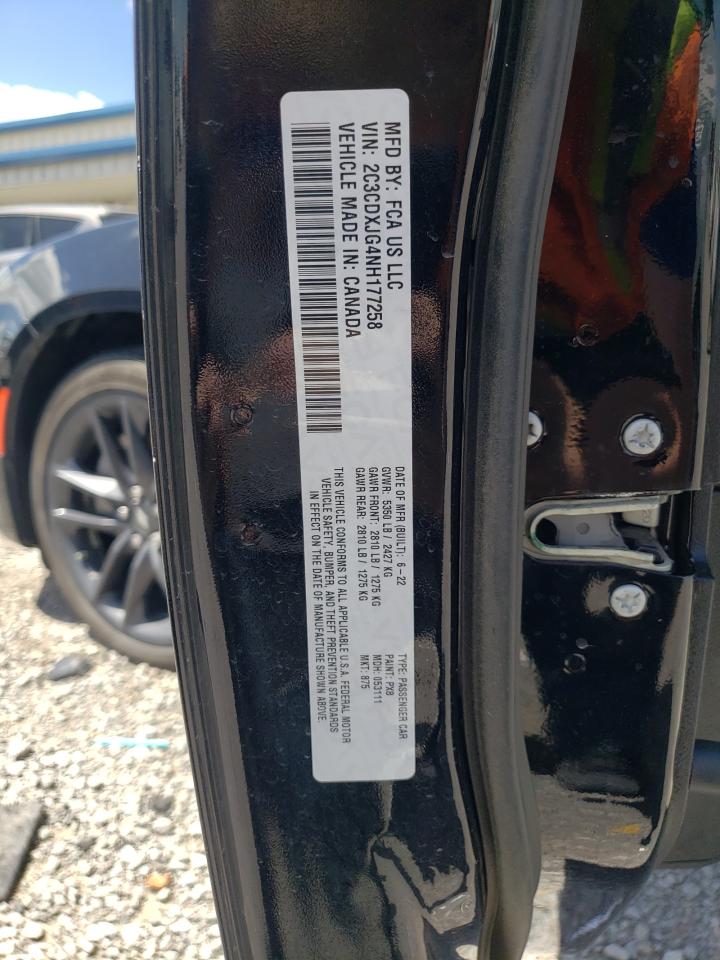 MFD BY: FCA US LLC
VIN: 2C3CDXJG4NH177258
VEHICLE MADE IN: CANADA
DATE OF MFR (BUILT): 6-22
GVWR: 5350 LB / 2427 KG
GAWR FRONT: 2810 LB / 1275 KG
GAWR REAR: 2810 LB / 1275 KG
TYPE: PASSENGER CAR
PAINT: PX8
MDH: 053111
MKT: 875
THIS VEHICLE CONFORMS TO ALL APPLICABLE U.S.A. FEDERAL MOTOR
VEHICLE SAFETY, BUMPER, AND THEFT PREVENTION STANDARDS
IN EFFECT ON THE DATE OF MANUFACTURE SHOWN ABOVE.